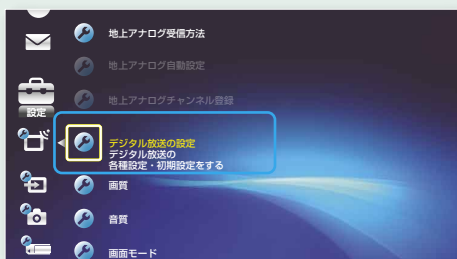 地上アナログ受信方法
地上アナログ自動設定
地上アナログチャンネル登録
設定
デジタル放送の設定
デジタル放送の
各種設定・初期設定をする
画質
音質
画面モード